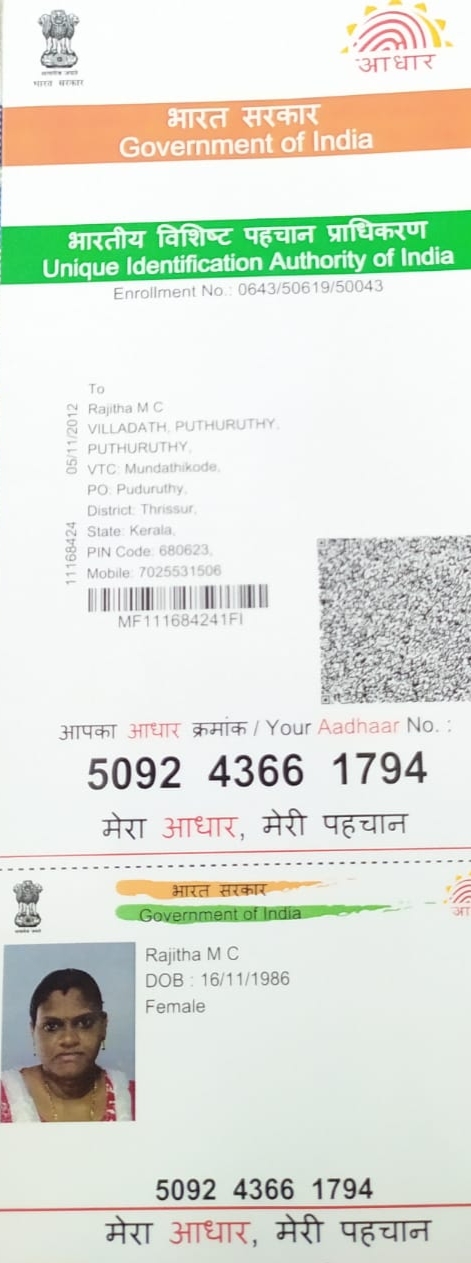 सत्यमेव जयते
भारत सरकार
आधार
भारत सरकार
Government of India
भारतीय विशिष्ट पहचान प्राधिकरण
Unique Identification Authority of India
Enrollment No.: 0643/50619/50043
To
Rajitha M C
VILLADATH, PUTHURUTHY,
PUTHURUTHY,
VTC: Mundathikode,
PO: Puduruthy,
District: Thrissur,
State: Kerala,
PIN Code: 680623,
Mobile: 7025531506
05/11/2012
11168424
MF111684241FI
आपका आधार क्रमांक / Your Aadhaar No. :
5092 4366 1794
मेरा आधार, मेरी पहचान
भारत सरकार
Government of India
Rajitha M C
DOB : 16/11/1986
Female
5092 4366 1794
मेरा आधार, मेरी पहचान